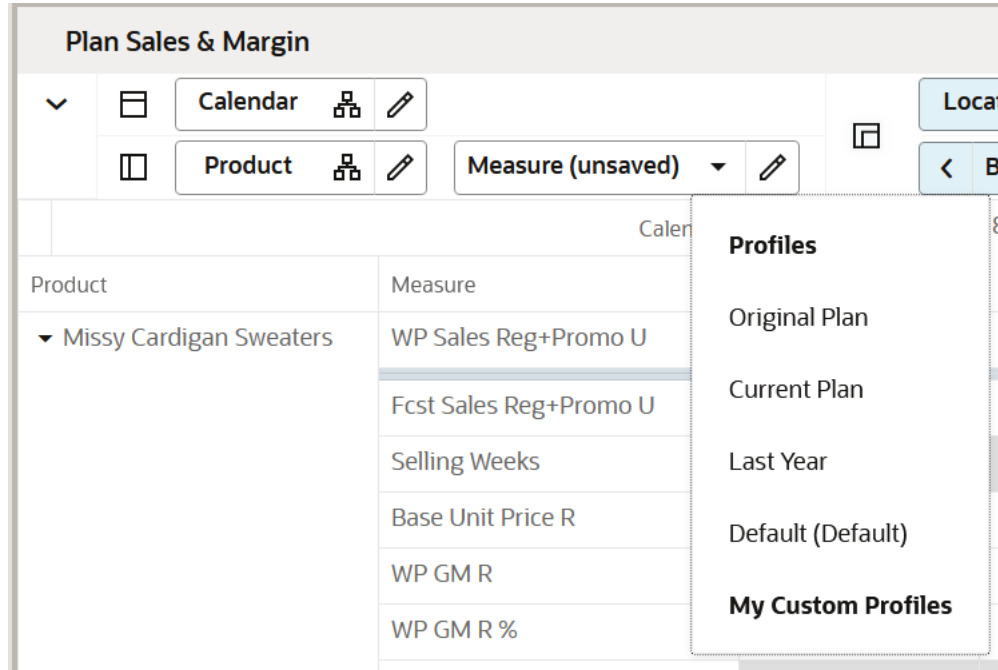 Plan Sales & Margin
Calendar
Product
Measure (unsaved)
Product
Measure
Missy Cardigan Sweaters
WP Sales Reg+Promo U
Fcst Sales Reg+Promo U
Selling Weeks
Base Unit Price R
WP GM R
WP GM R %
Profiles
Original Plan
Current Plan
Last Year
Default (Default)
My Custom Profiles